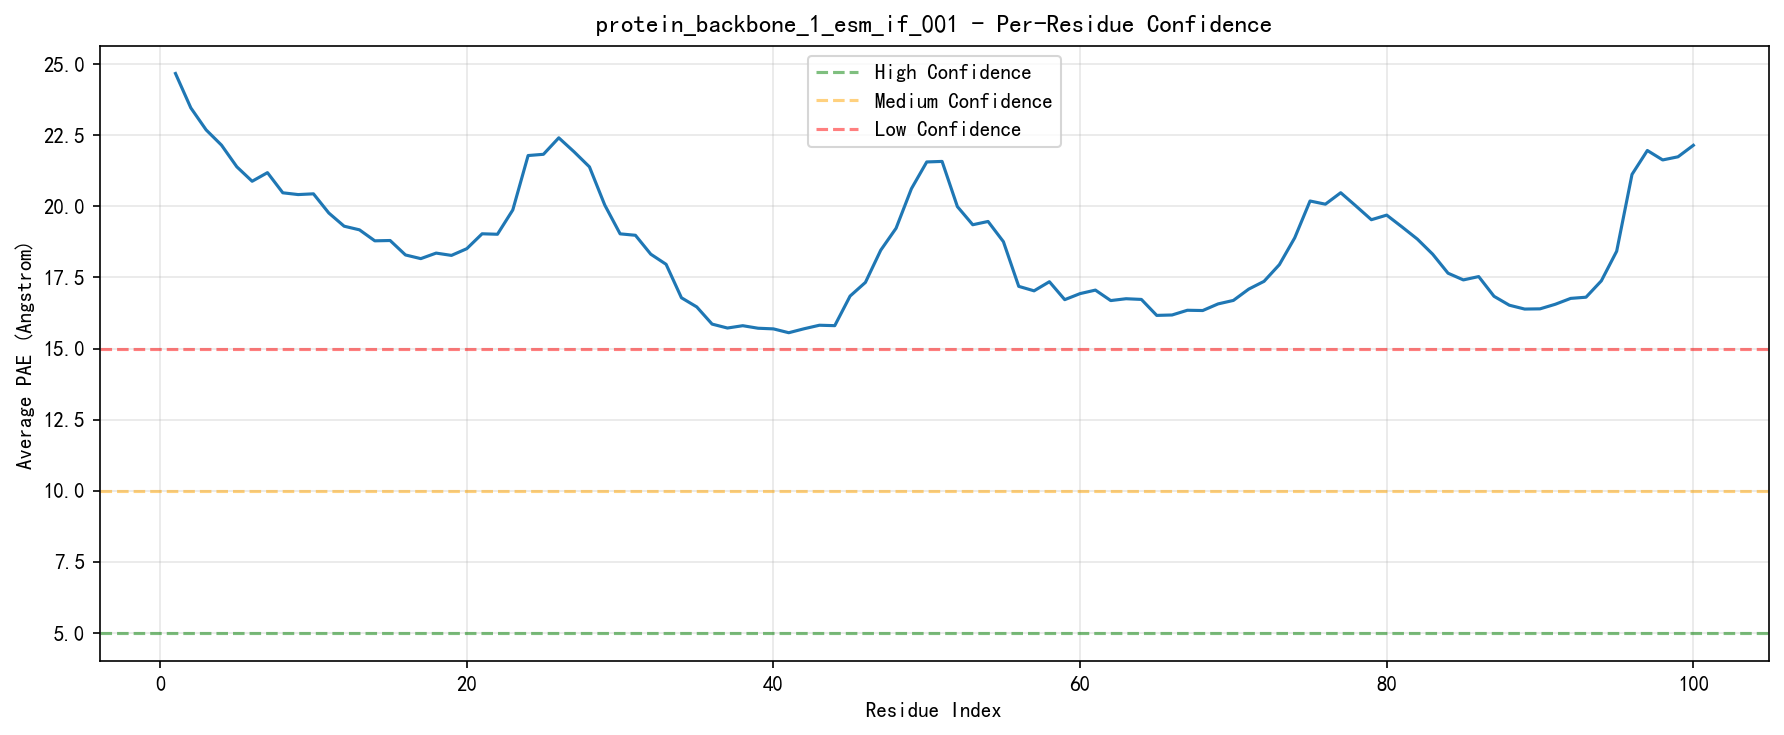 protein_backbone_1_esm_if_001 - Per-Residue Confidence
High Confidence
Medium Confidence
Low Confidence
Average PAE (Angstrom)
25.0
22.5
20.0
17.5
15.0
12.5
10.0
7.5
5.0
0 20 40 60 80 100
Residue Index